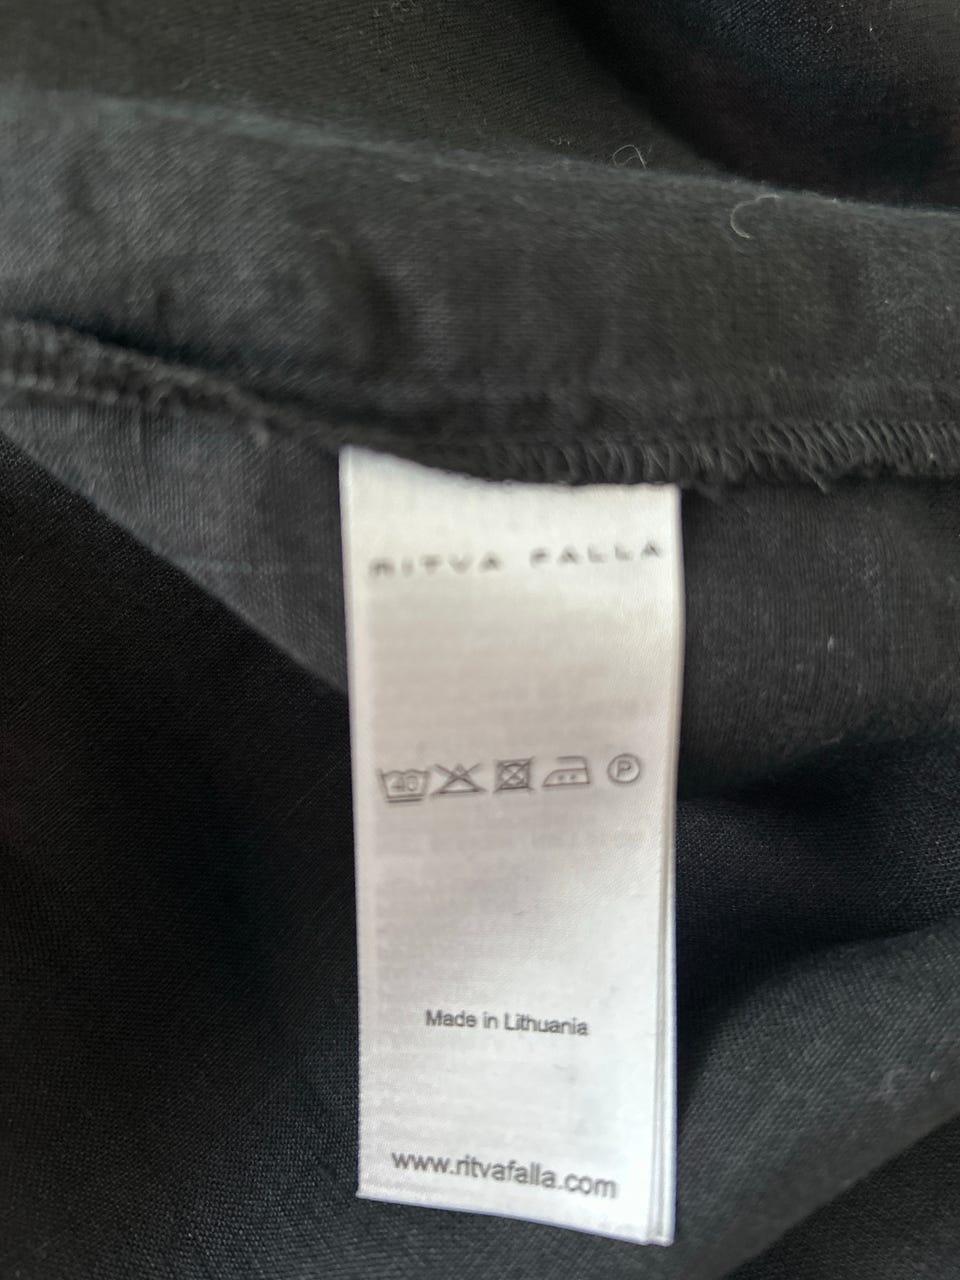 RITVA FALLA
40 P
Made in Lithuania
www.ritvafalla.com